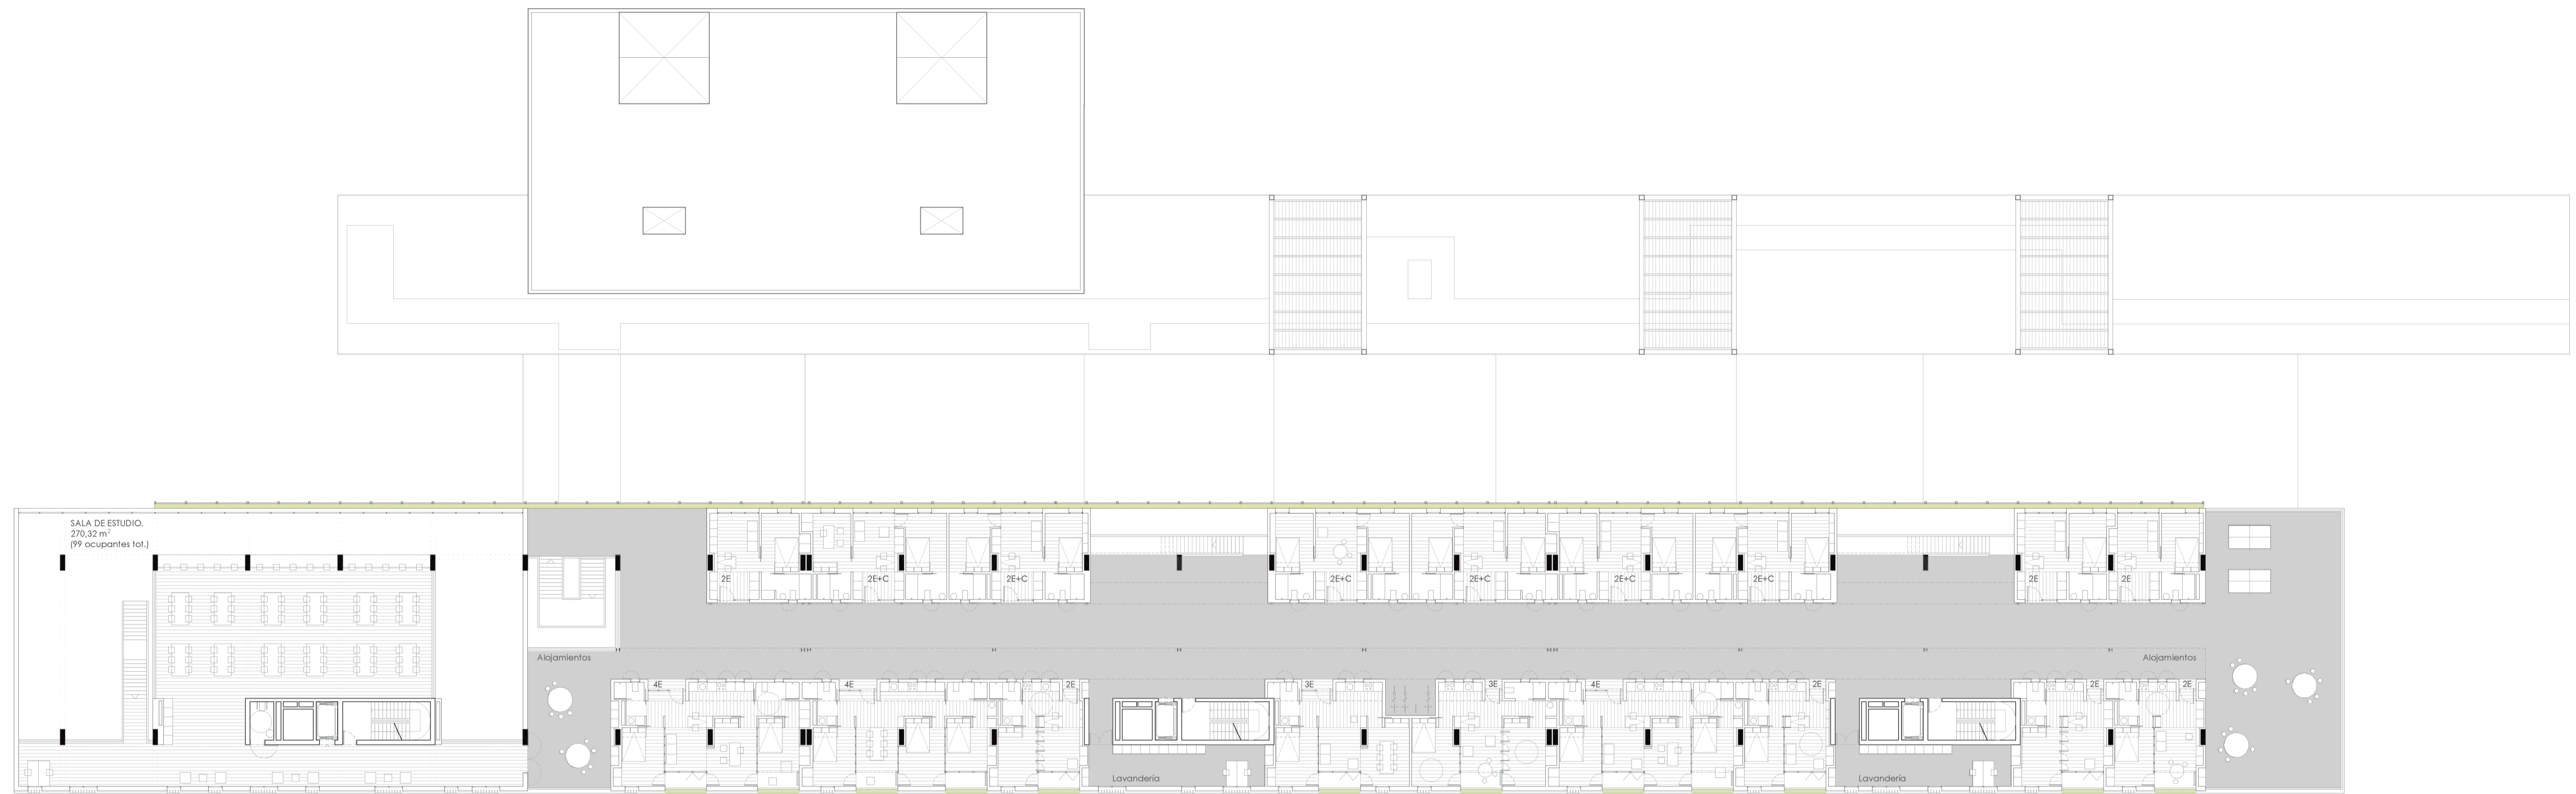 SALA DE ESTUDIO.
270,32 m²
(99 ocupantes tot.)
2E
2E+C
2E+C
2E+C
2E+C
2E+C
2E+C
2E
2E
Alojamientos
Alojamientos
4E
4E
2E
3E
3E
4E
2E
2E
2E
Lavandería
Lavandería